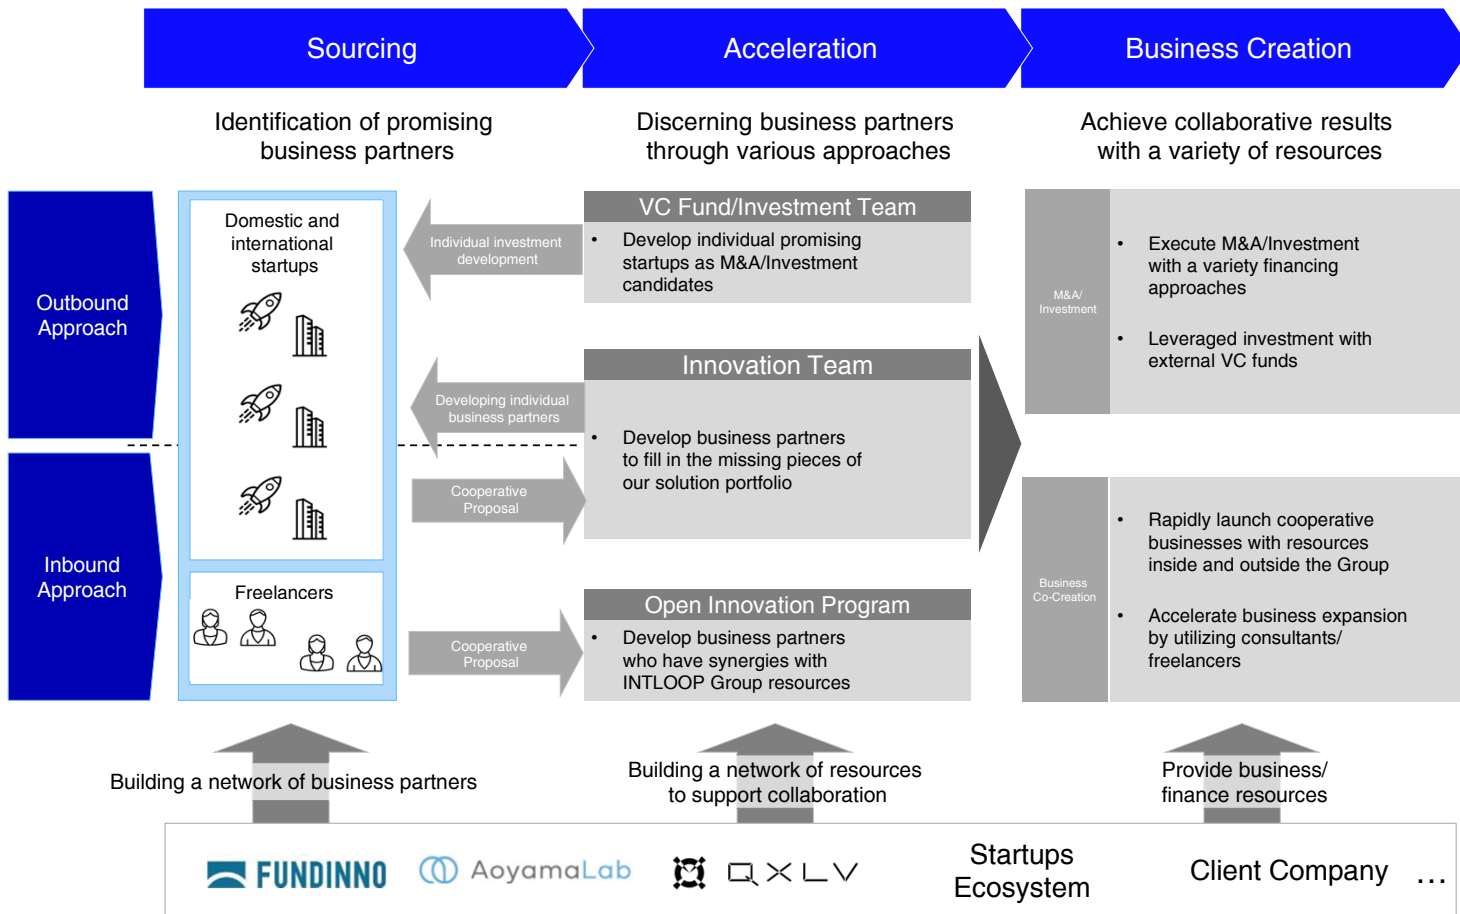 Sourcing
Acceleration
Business Creation
Identification of promising
business partners
Discerning business partners
through various approaches
Achieve collaborative results
with a variety of resources
Outbound
Approach
Inbound
Approach
Domestic and
international
startups
Freelancers
Individual investment
development
Developing individual
business partners
Cooperative
Proposal
Cooperative
Proposal
VC Fund/Investment Team
• Develop individual promising
startups as M&A/Investment
candidates
Innovation Team
• Develop business partners
to fill in the missing pieces of
our solution portfolio
Open Innovation Program
• Develop business partners
who have synergies with
INTLOOP Group resources
M&A/
Investment
• Execute M&A/Investment
with a variety financing
approaches
• Leveraged investment with
external VC funds
Business
Co-Creation
• Rapidly launch cooperative
businesses with resources
inside and outside the Group
• Accelerate business expansion
by utilizing consultants/
freelancers
Building a network of business partners
Building a network of resources
to support collaboration
Provide business/
finance resources
FUNDINNO
AoyamaLab
QXLV
Startups
Ecosystem
Client Company
...